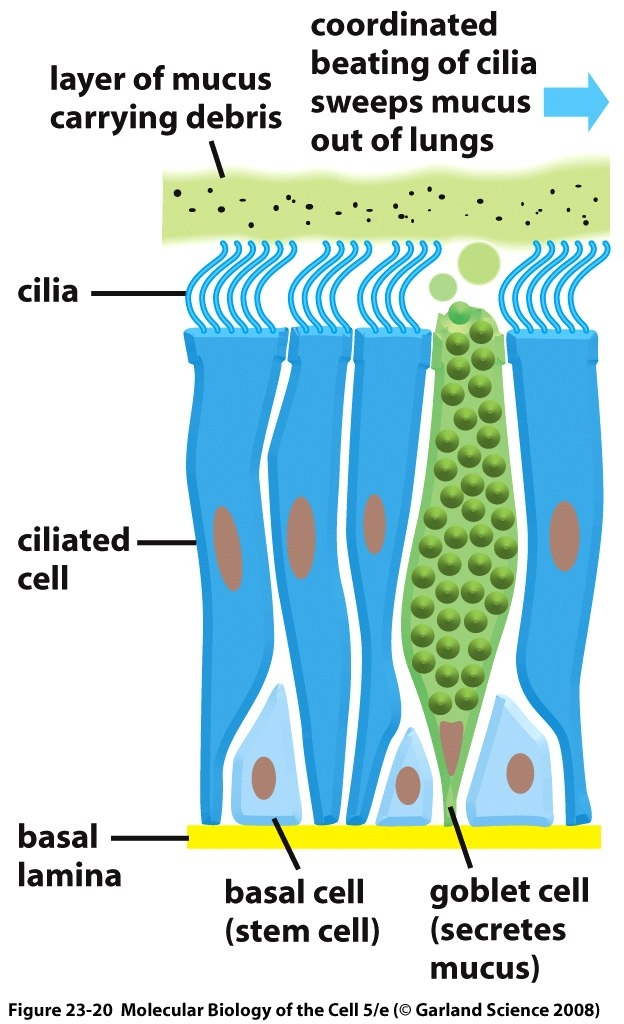 coordinated
beating of cilia
sweeps mucus
out of lungs
layer of mucus
carrying debris
cilia
ciliated
cell
basal
lamina
basal cell
(stem cell)
goblet cell
(secretes
mucus)
Figure 23-20 Molecular Biology of the Cell 5/e (© Garland Science 2008)